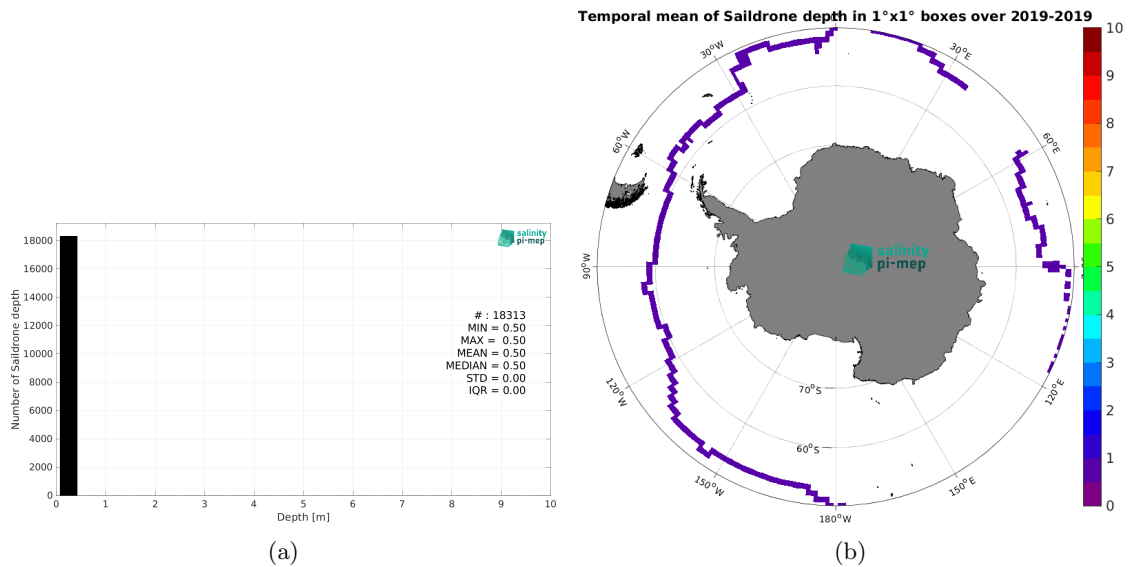 Temporal mean of Saildrone depth in 1°x1° boxes over 2019-2019
Number of Saildrone depth
18000
16000
14000
12000
10000
8000
6000
4000
2000
0
0 1 2 3 4 5 6 7 8 9 10
Depth [m]
salinity
pi-mep
# : 18313
MIN = 0.50
MAX = 0.50
MEAN = 0.50
MEDIAN = 0.50
STD = 0.00
IQR = 0.00
(a)
30°W
30°E
60°W
60°E
90°W
salinity
pi-mep
120°W
120°E
70°S
60°S
150°W
150°E
180°W
10
9
8
7
6
5
4
3
2
1
0
(b)